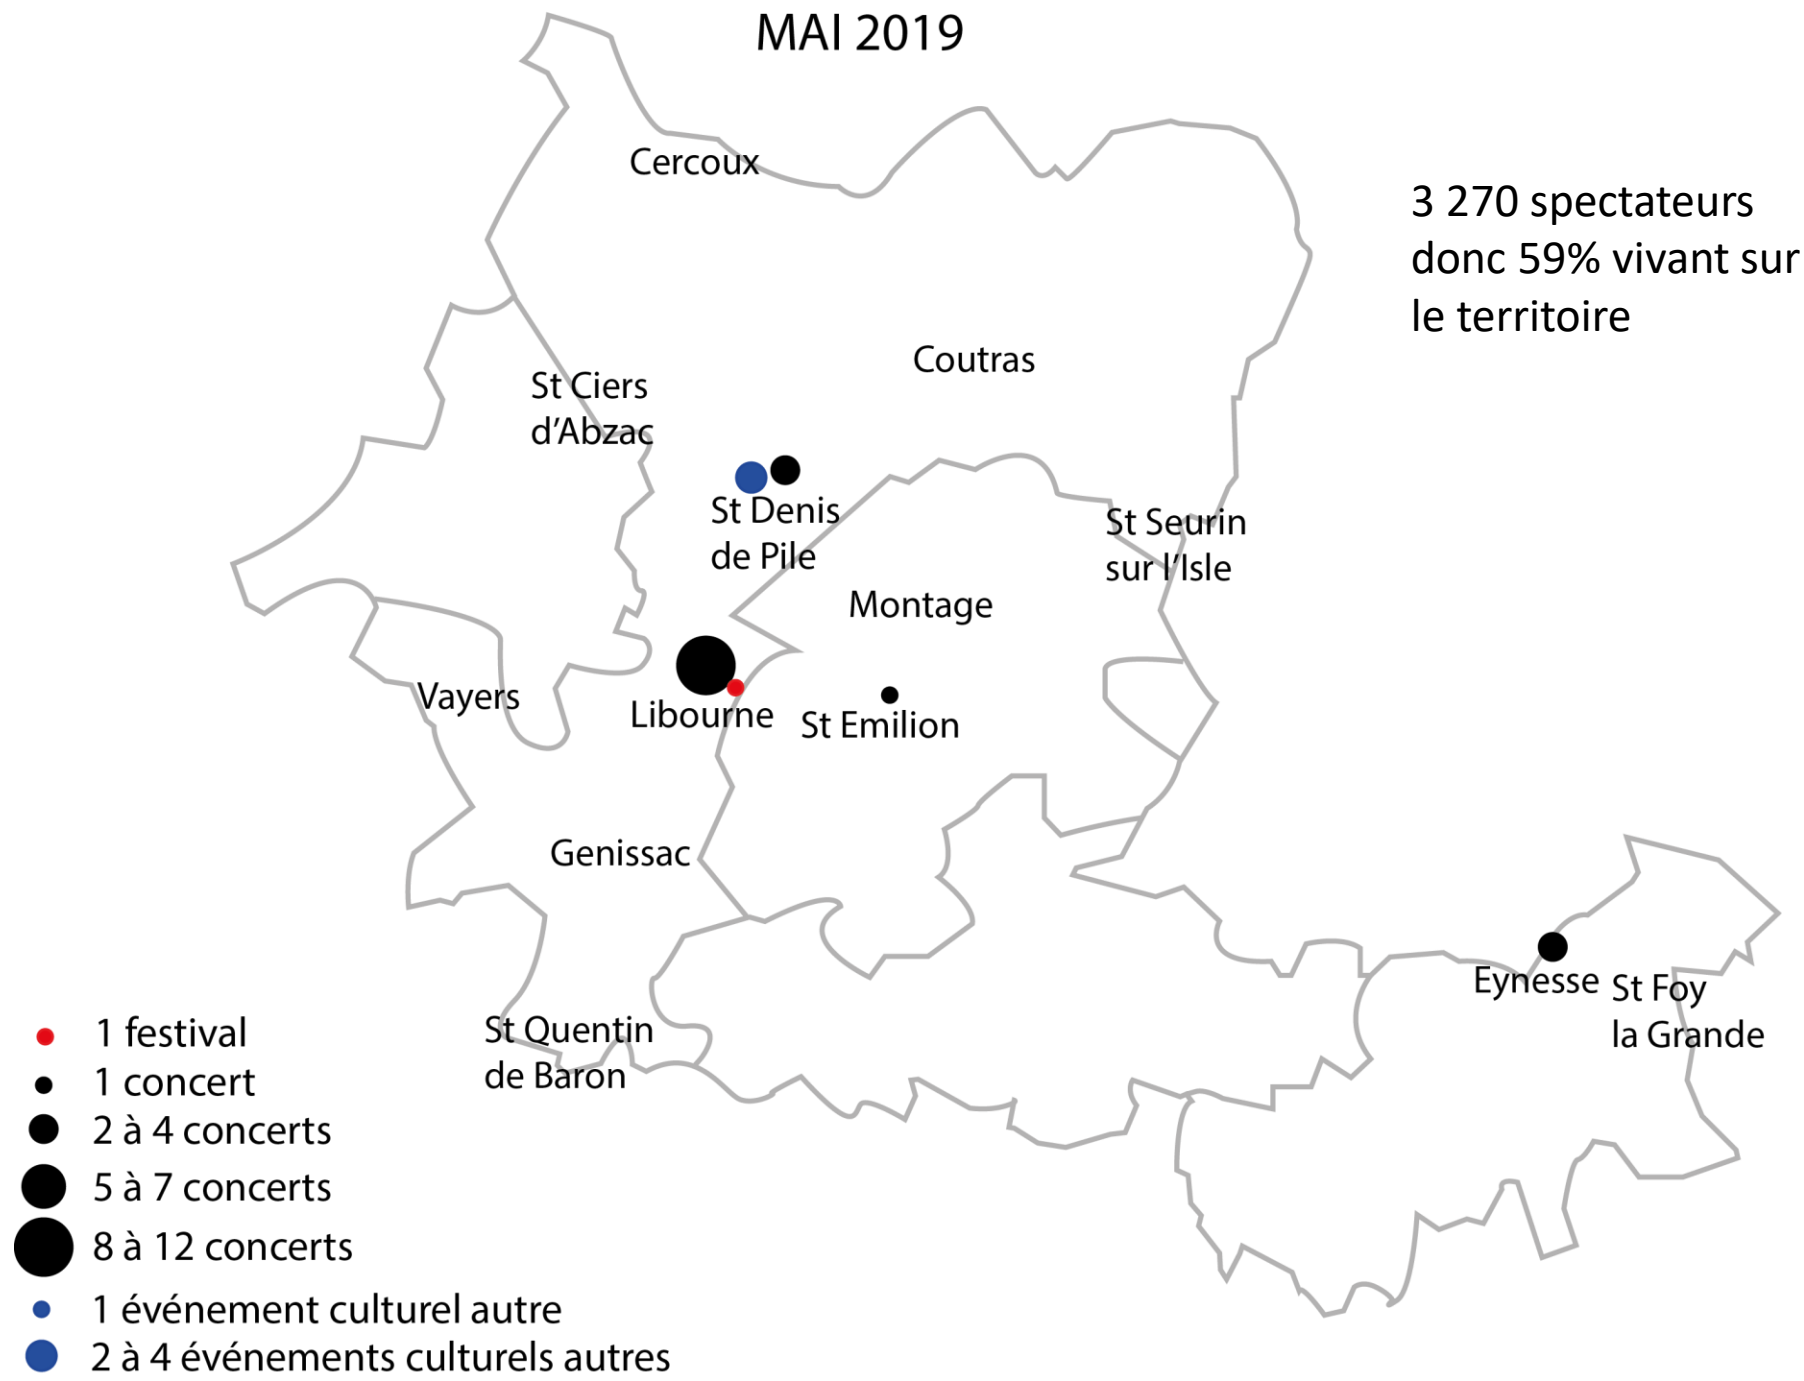 MAI 2019
Cercoux
3 270 spectateurs
donc 59% vivant sur
le territoire
Coutras
St Ciers
d'Abzac
St Denis
de Pile
St Seurin
sur l'Isle
Montage
Vayers
Libourne
St Emilion
Genissac
Eynesse
St Foy
la Grande
St Quentin
de Baron
1 festival
1 concert
2 à 4 concerts
5 à 7 concerts
8 à 12 concerts
1 événement culturel autre
2 à 4 événements culturels autres